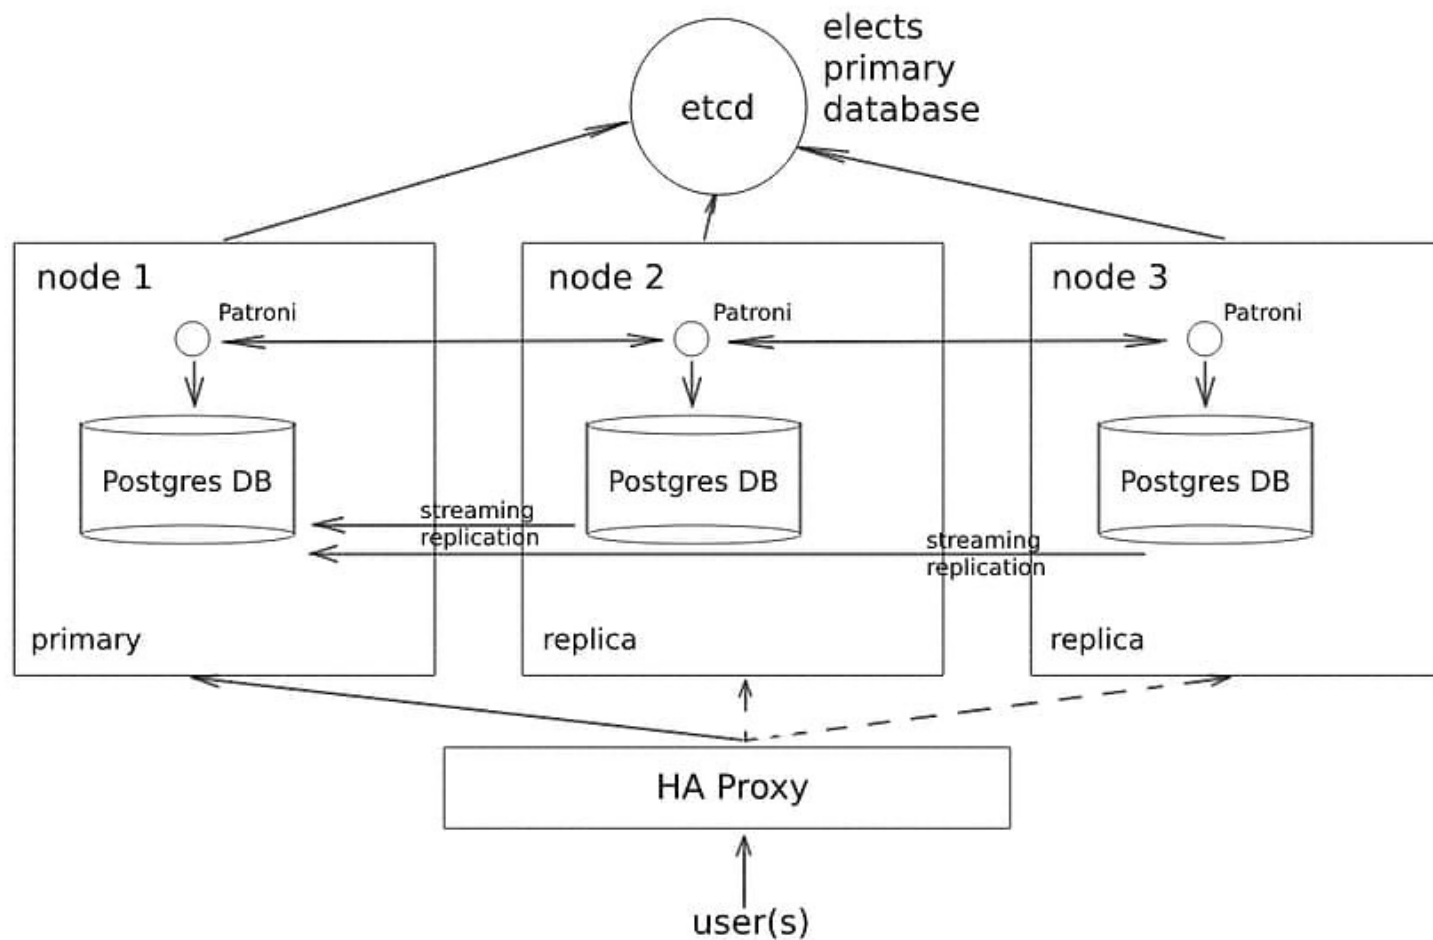 elects
primary
database
etcd
node 1
Patroni
node 2
Patroni
node 3
Patroni
Postgres DB
Postgres DB
Postgres DB
streaming
replication
streaming
replication
primary
replica
replica
HA Proxy
user(s)